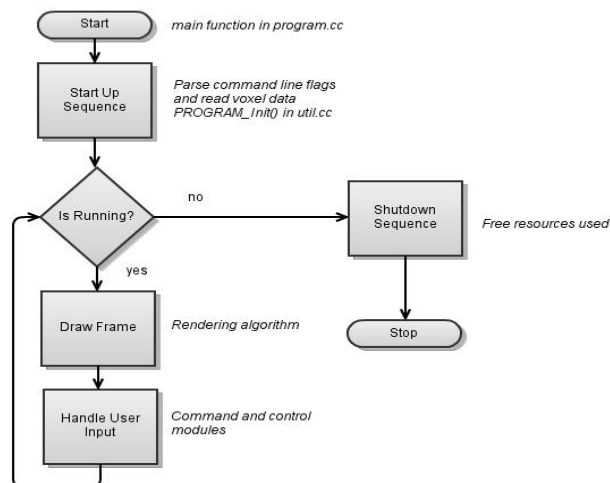 Start
main function in program.cc
Start Up
Sequence
Parse command line flags
and read voxel data
PROGRAM_Init() in util.cc
Is Running?
no
Shutdown
Sequence
Free resources used
yes
Draw Frame
Rendering algorithm
Stop
Handle User
Input
Command and control
modules